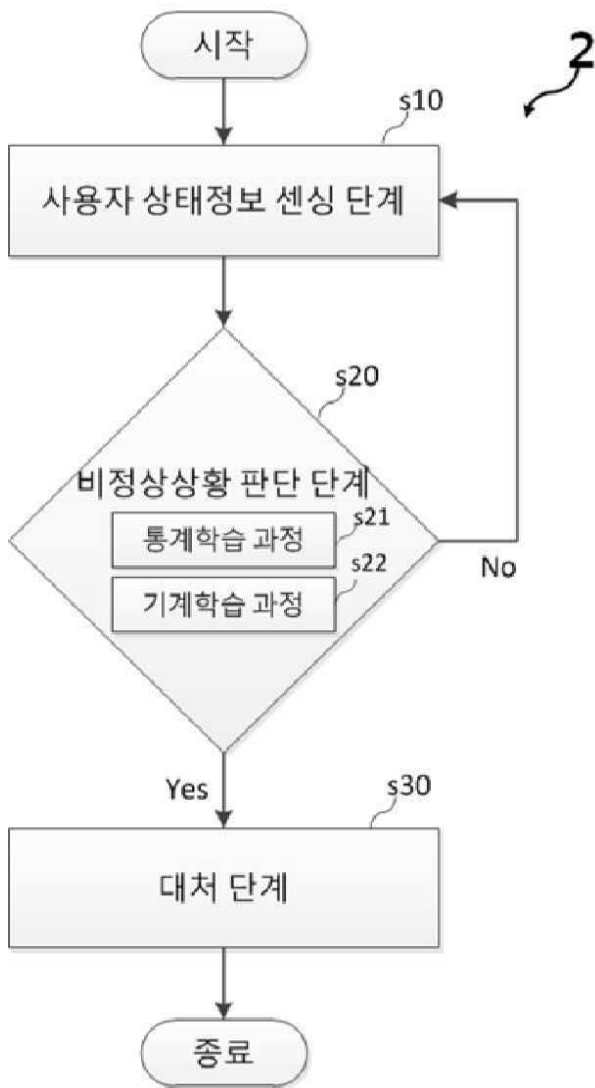 시작
2
s10
사용자 상태정보 센싱 단계
s20
비정상상황 판단 단계
s21
통계학습 과정
s22
기계학습 과정
No
Yes
s30
대처 단계
종료